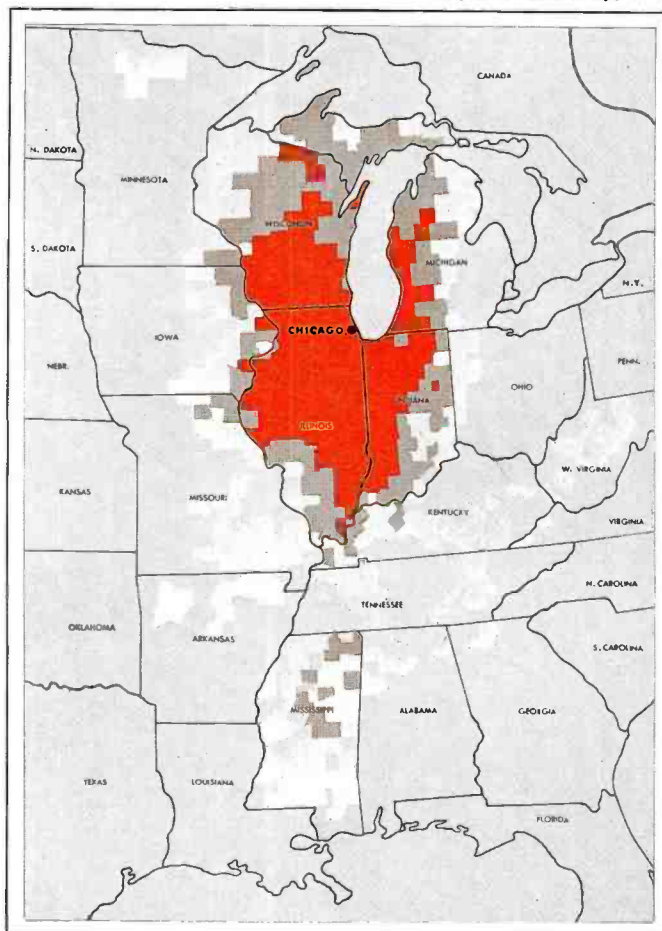 CANADA
N. DAKOTA
MINNESOTA
WISCONSIN
S. DAKOTA
MICHIGAN
N.Y.
CHICAGO
IOWA
NEBR.
PENN.
OHIO
INDIANA
ILLINOIS
W. VIRGINIA
KANSAS
MISSOURI
KENTUCKY
VIRGINIA
N. CAROLINA
TENNESSEE
OKLAHOMA
ARKANSAS
S. CAROLINA
MISSISSIPPI
ALABAMA
GEORGIA
TEXAS
LOUISIANA
FLORIDA